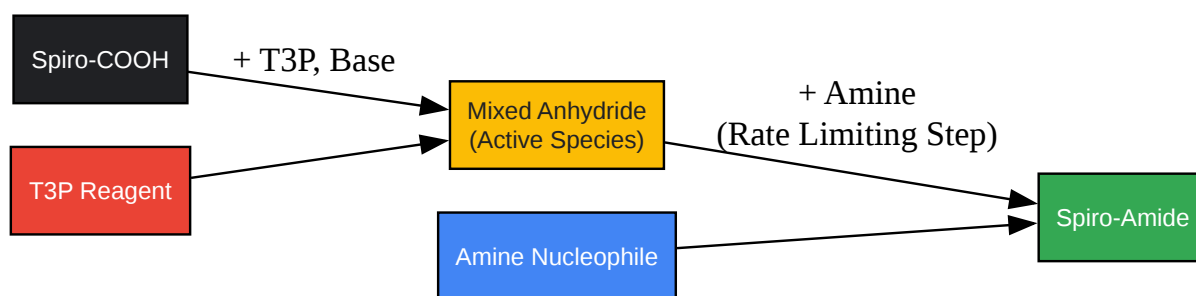 Spiro-COOH
+ T3P, Base
T3P Reagent
Mixed Anhydride
(Active Species)
+ Amine
(Rate Limiting Step)
Amine Nucleophile
Spiro-Amide